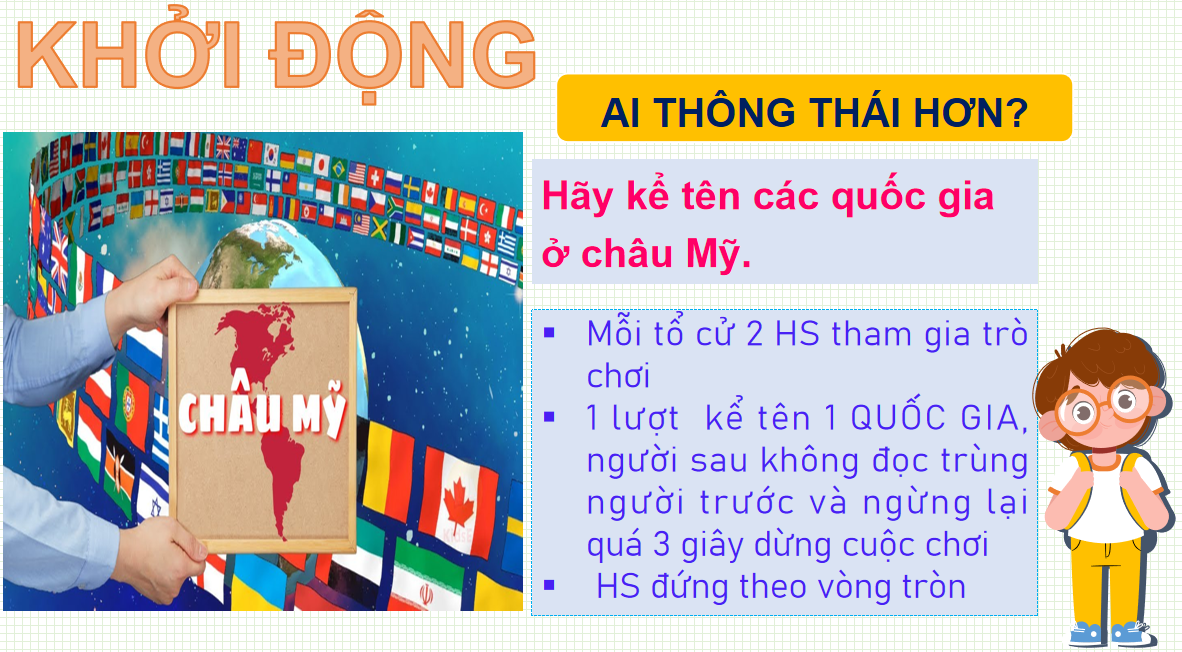 KHỞI ĐỘNG
AI THÔNG THÁI HƠN?
Hãy kể tên các quốc gia
ở châu Mỹ.
CHÂU MỸ
▪ Mỗi tổ cử 2 HS tham gia trò
chơi
▪ 1 lượt kể tên 1 QUỐC GIA,
người sau không đọc trùng
người trước và ngừng lại
quá 3 giây dừng cuộc chơi
▪ HS đứng theo vòng tròn